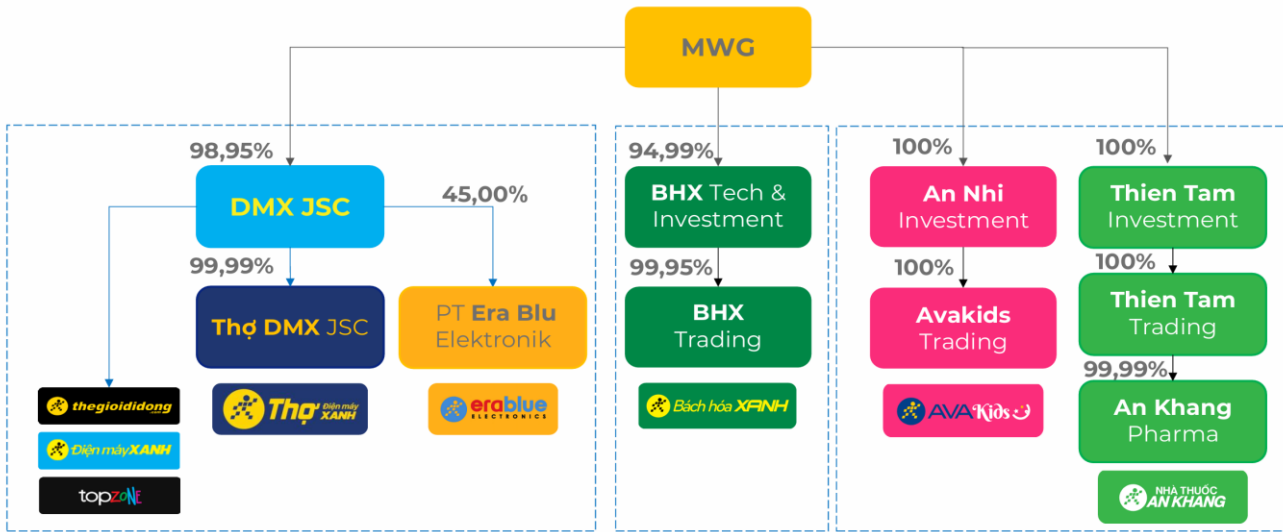 MWG
98,95%
DMX JSC
45,00%
99,99%
Thợ DMX JSC
PT Era Blu
Elektronik
thegioididong
Điện máy XANH
topzone
Thợ Điện máy
XANH
erablue
ELECTRONICS
94,99%
BHX Tech &
Investment
99,95%
BHX
Trading
Bách hóa XANH
100%
An Nhi
Investment
100%
Avakids
Trading
AVA Kids
100%
Thien Tam
Investment
100%
Thien Tam
Trading
99,99%
An Khang
Pharma
NHÀ THUỐC
AN KHANG